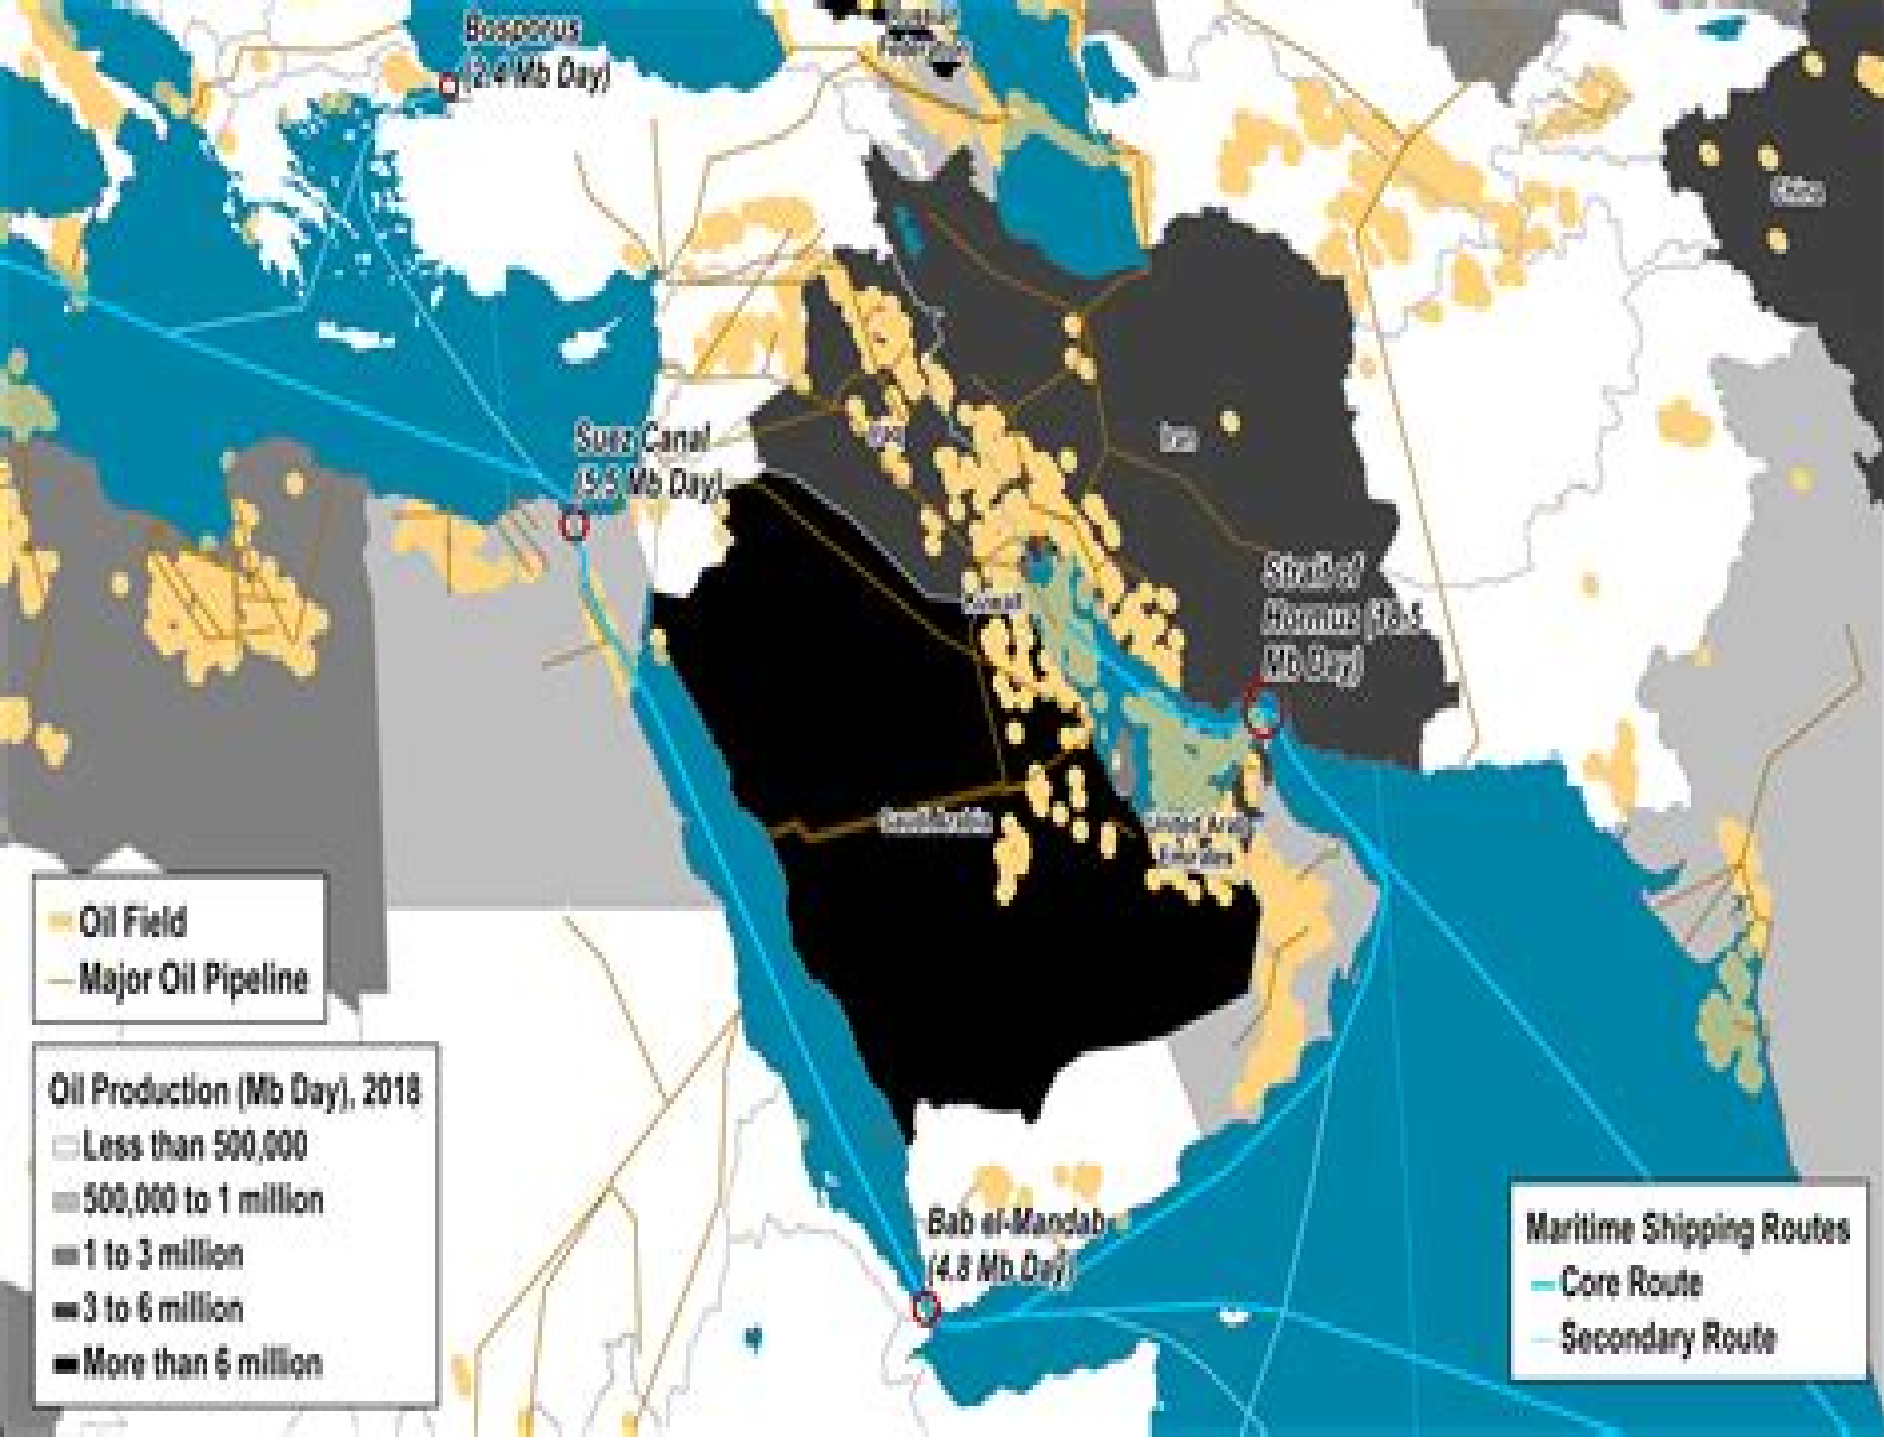 Bosporus
(2.4 Mb Day)
China
Suez Canal
(5.5 Mb Day)
Iraq
Iran
Strait of
Hormuz (18.5
Mb Day)
Kuwait
Saudi Arabia
United Arab
Emirates
Oil Field
Major Oil Pipeline
Oil Production (Mb Day), 2018
Less than 500,000
500,000 to 1 million
1 to 3 million
3 to 6 million
More than 6 million
Bab el-Mandab
(4.8 Mb Day)
Maritime Shipping Routes
Core Route
Secondary Route